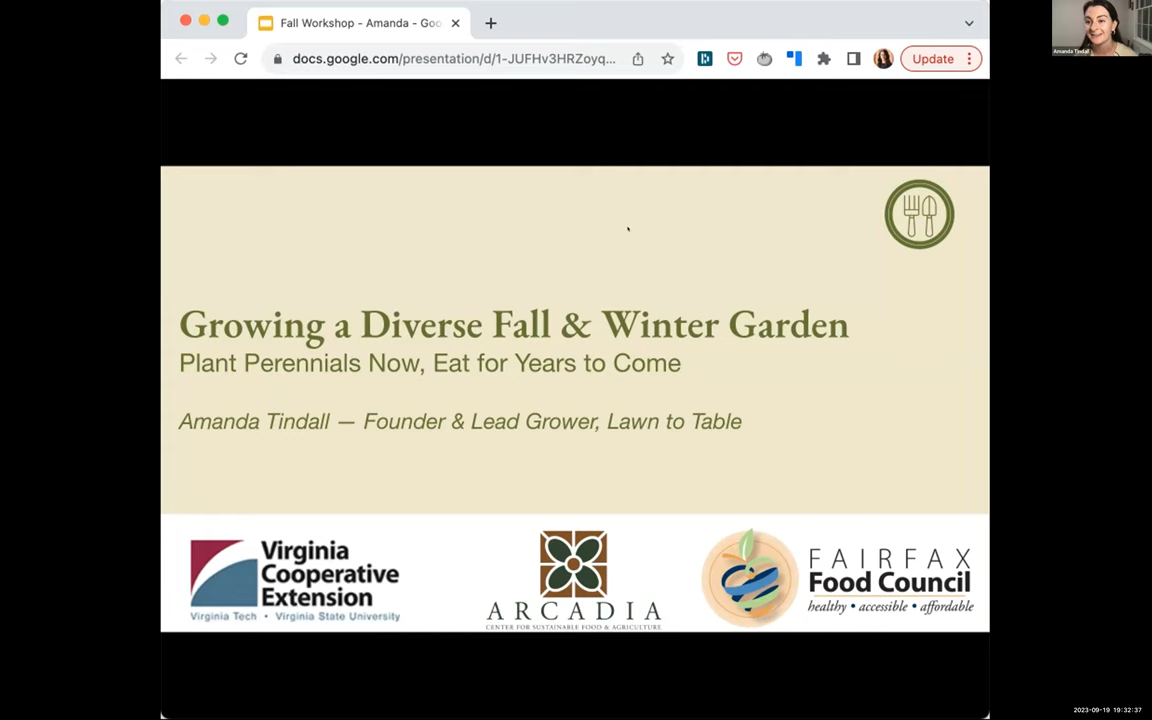 Fall Workshop - Amanda - Goo
docs.google.com/presentation/d/1-JUFHv3HRZoyq...
Update
Amanda Tindall
Growing a Diverse Fall & Winter Garden
Plant Perennials Now, Eat for Years to Come
Amanda Tindall — Founder & Lead Grower, Lawn to Table
Virginia
Cooperative
Extension
Virginia Tech • Virginia State University
ARCADIA
CENTER FOR SUSTAINABLE FOOD & AGRICULTURE
FAIRFAX
Food Council
healthy • accessible • affordable
2023-09-19 19:32:37